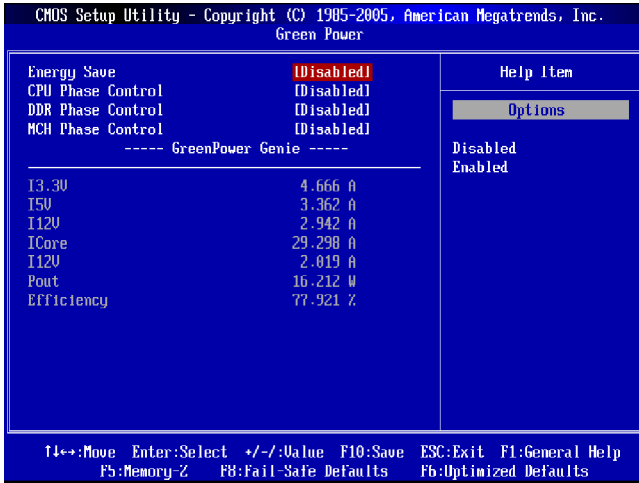 CMOS Setup Utility - Copyright (C) 1985-2005, American Megatrends, Inc.
Green Power
Energy Save [Disabled]
CPU Phase Control [Disabled]
DDR Phase Control [Disabled]
MCH Phase Control [Disabled]
----- GreenPower Genie -----
I3.3V 4.666 A
I5V 3.362 A
I12V 2.942 A
ICore 29.298 A
I12V 2.019 A
Pout 16.212 W
Efficiency 77.921 %
Help Item
Options
Disabled
Enabled
↑↓←→:Move Enter:Select +/-/:Value F10:Save ESC:Exit F1:General Help
F5:Memory-Z F8:Fail-Safe Defaults F6:Optimized Defaults